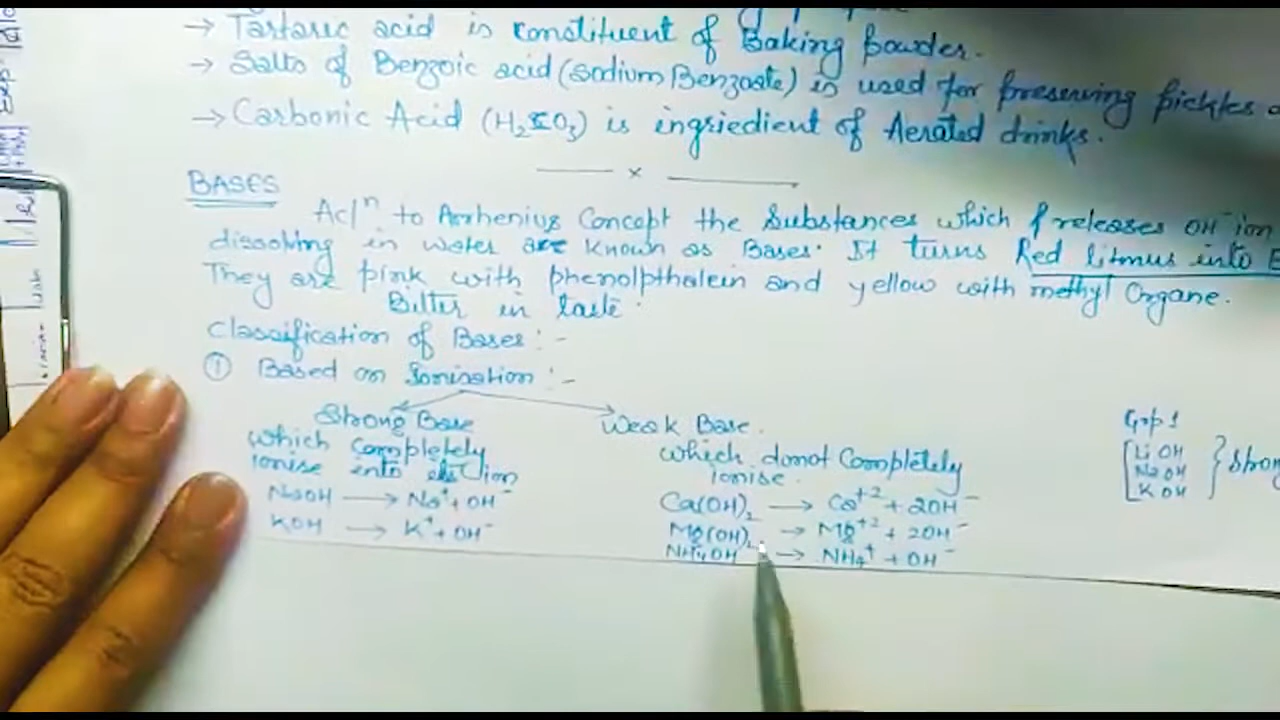 → Tartaric acid is constituent of Baking powder.
→ Salts of Benzoic acid (Sodium Benzoate) is used for preserving pickles
→ Carbonic Acid (H₂CO₃) is ingriedient of Aerated drinks.
x
BASES
Ac/ⁿ to Arrhenius Concept the Substances which releases OH⁻ ion
dissolving in water are known as Bases. It turns Red litmus into
They are pink with phenolpthalein and yellow with methyl Organe.
Bitter in taste.
Classification of Bases :-
① Based on Ionisation :-
Strong Base
which completely
ionise into ion
NaOH → Na⁺ + OH⁻
KOH → K⁺ + OH⁻
Weak Base.
which donot Completely
ionise.
Ca(OH)₂ → Ca⁺² + 2OH⁻
Mg(OH)₂ → Mg⁺² + 2OH⁻
NH₄OH → NH₄⁺ + OH⁻
Grp 1
LiOH
NaOH
KOH
} Strong